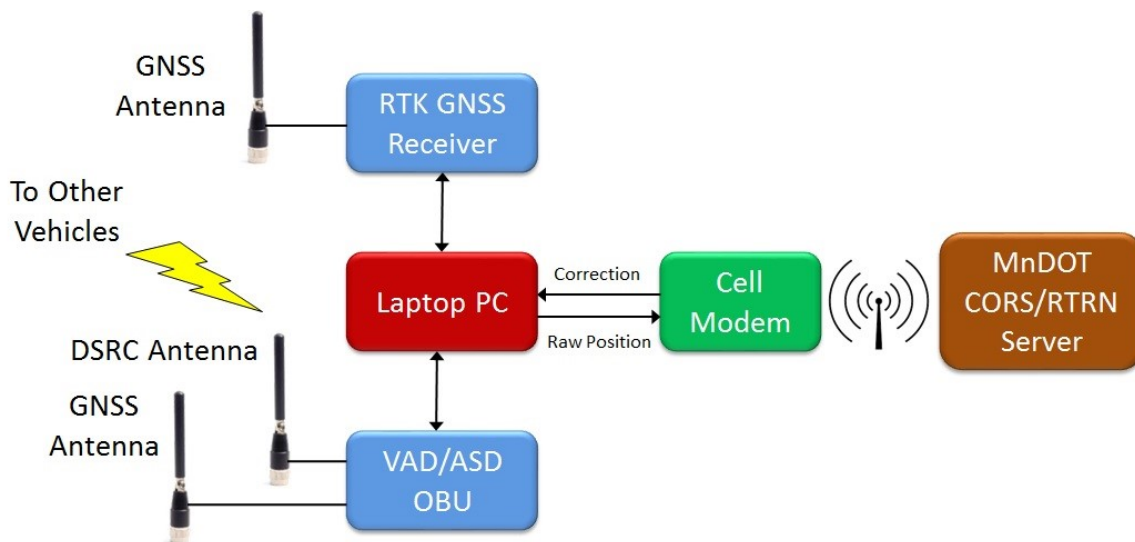 GNSS
Antenna
RTK GNSS
Receiver
To Other
Vehicles
Laptop PC
Correction
Raw Position
Cell
Modem
MnDOT
CORS/RTRN
Server
DSRC Antenna
GNSS
Antenna
VAD/ASD
OBU